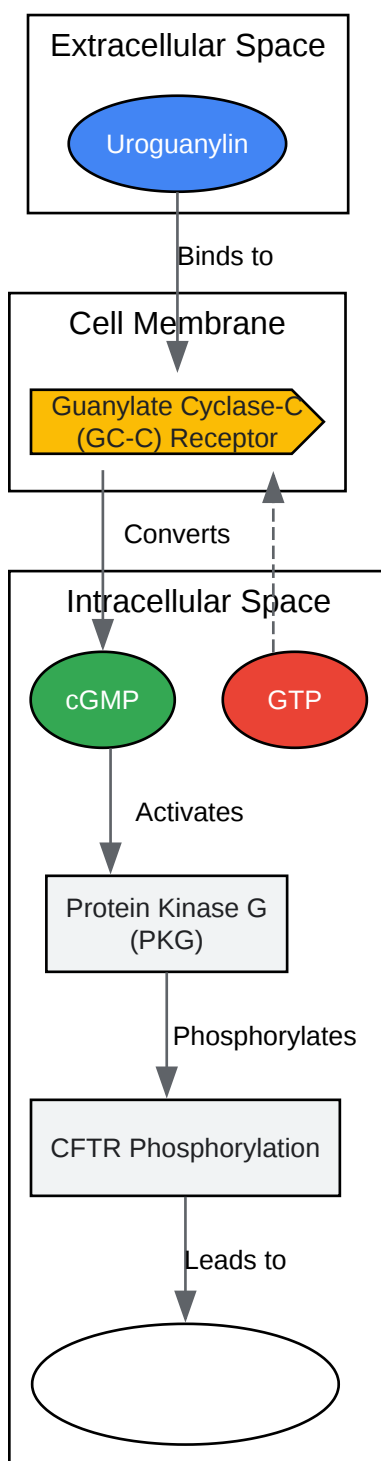 Extracellular Space
Uroguanylin
Binds to
Cell Membrane
Guanylate Cyclase-C
(GC-C) Receptor
Converts
Intracellular Space
cGMP
GTP
Activates
Protein Kinase G
(PKG)
Phosphorylates
CFTR Phosphorylation
Leads to